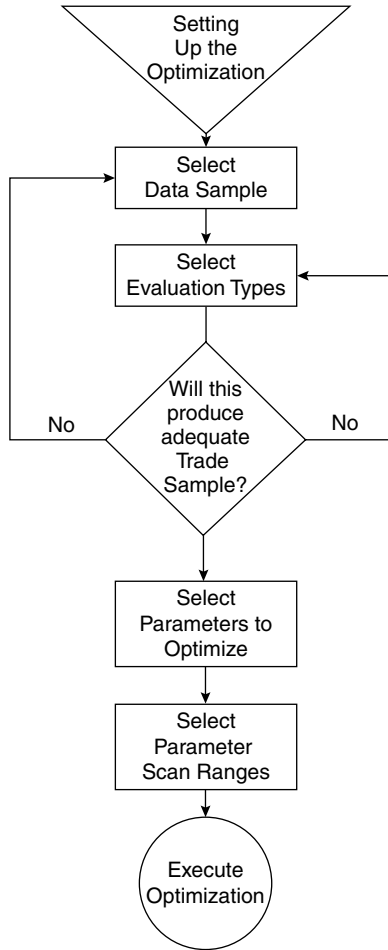 Setting
Up the
Optimization
Select
Data Sample
Select
Evaluation Types
Will this
produce
adequate
Trade
Sample?
No
No
Select
Parameters to
Optimize
Select
Parameter
Scan Ranges
Execute
Optimization